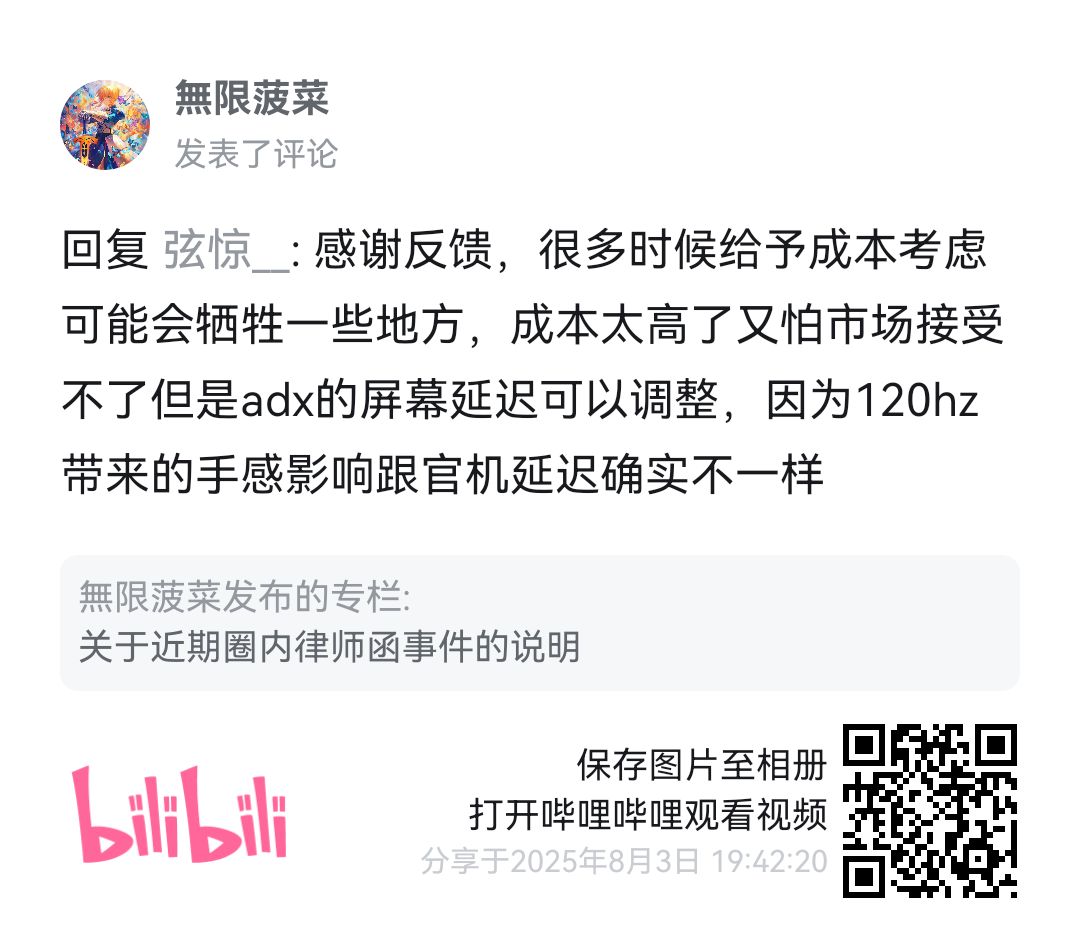 無限菠菜
发表了评论
回复 弦惊__: 感谢反馈，很多时候给予成本考虑
可能会牺牲一些地方，成本太高了又怕市场接受
不了但是adx的屏幕延迟可以调整，因为120hz
带来的手感影响跟官机延迟确实不一样
無限菠菜发布的专栏:
关于近期圈内律师函事件的说明
bilibili
保存图片至相册
打开哔哩哔哩观看视频
分享于2025年8月3日 19:42:20